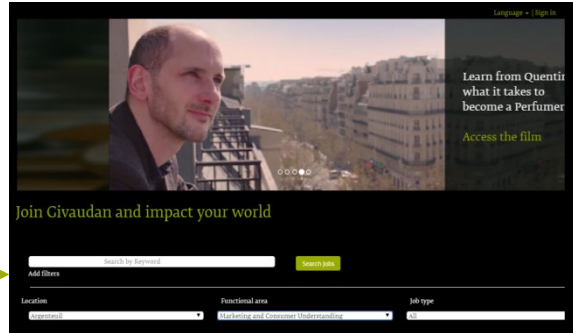 Language ▾ | Sign in
Learn from Quentin
what it takes to
become a Perfumer
Access the film
Join Givaudan and impact your world
Search by Keyword
Search Jobs
Add filters
Location
Functional area
Job type
Argenteuil
Marketing and Consumer Understanding
All